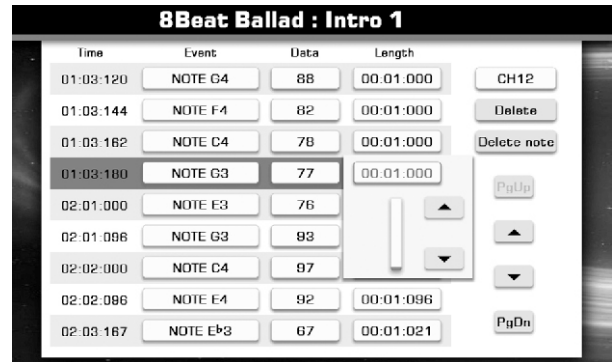 8Beat Ballad : Intro 1
Time Event Data Length
01:03:120 NOTE G4 88 00:01:000 CH12
01:03:144 NOTE F4 82 00:01:000 Delete
01:03:162 NOTE C4 78 00:01:000 Delete note
01:03:180 NOTE G3 77 00:01:000
PgUp
02:01:000 NOTE E3 76
02:01:096 NOTE G3 93
02:02:000 NOTE C4 97
02:02:096 NOTE E4 92 00:01:096
02:03:167 NOTE E♭3 67 00:01:021 PgDn